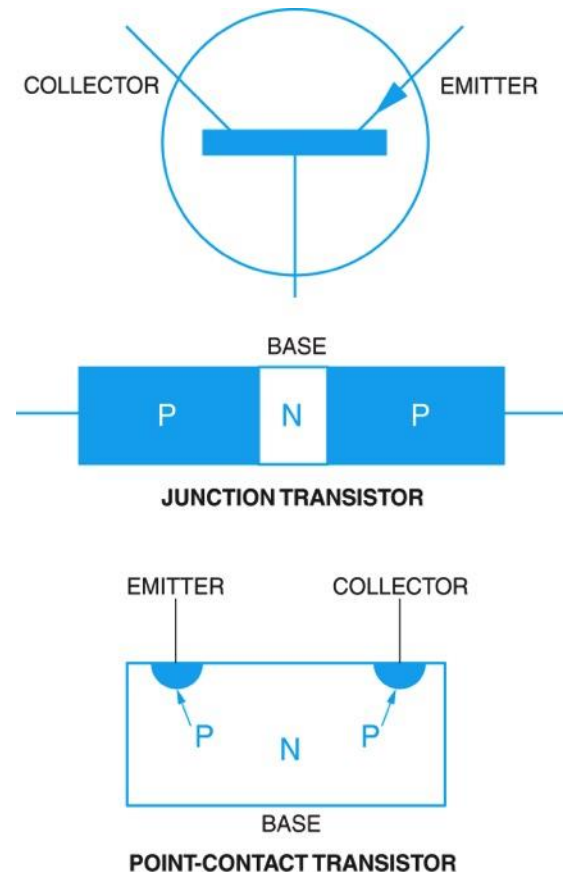 COLLECTOR EMITTER
BASE
P N P
JUNCTION TRANSISTOR
EMITTER COLLECTOR
P N P
BASE
POINT-CONTACT TRANSISTOR